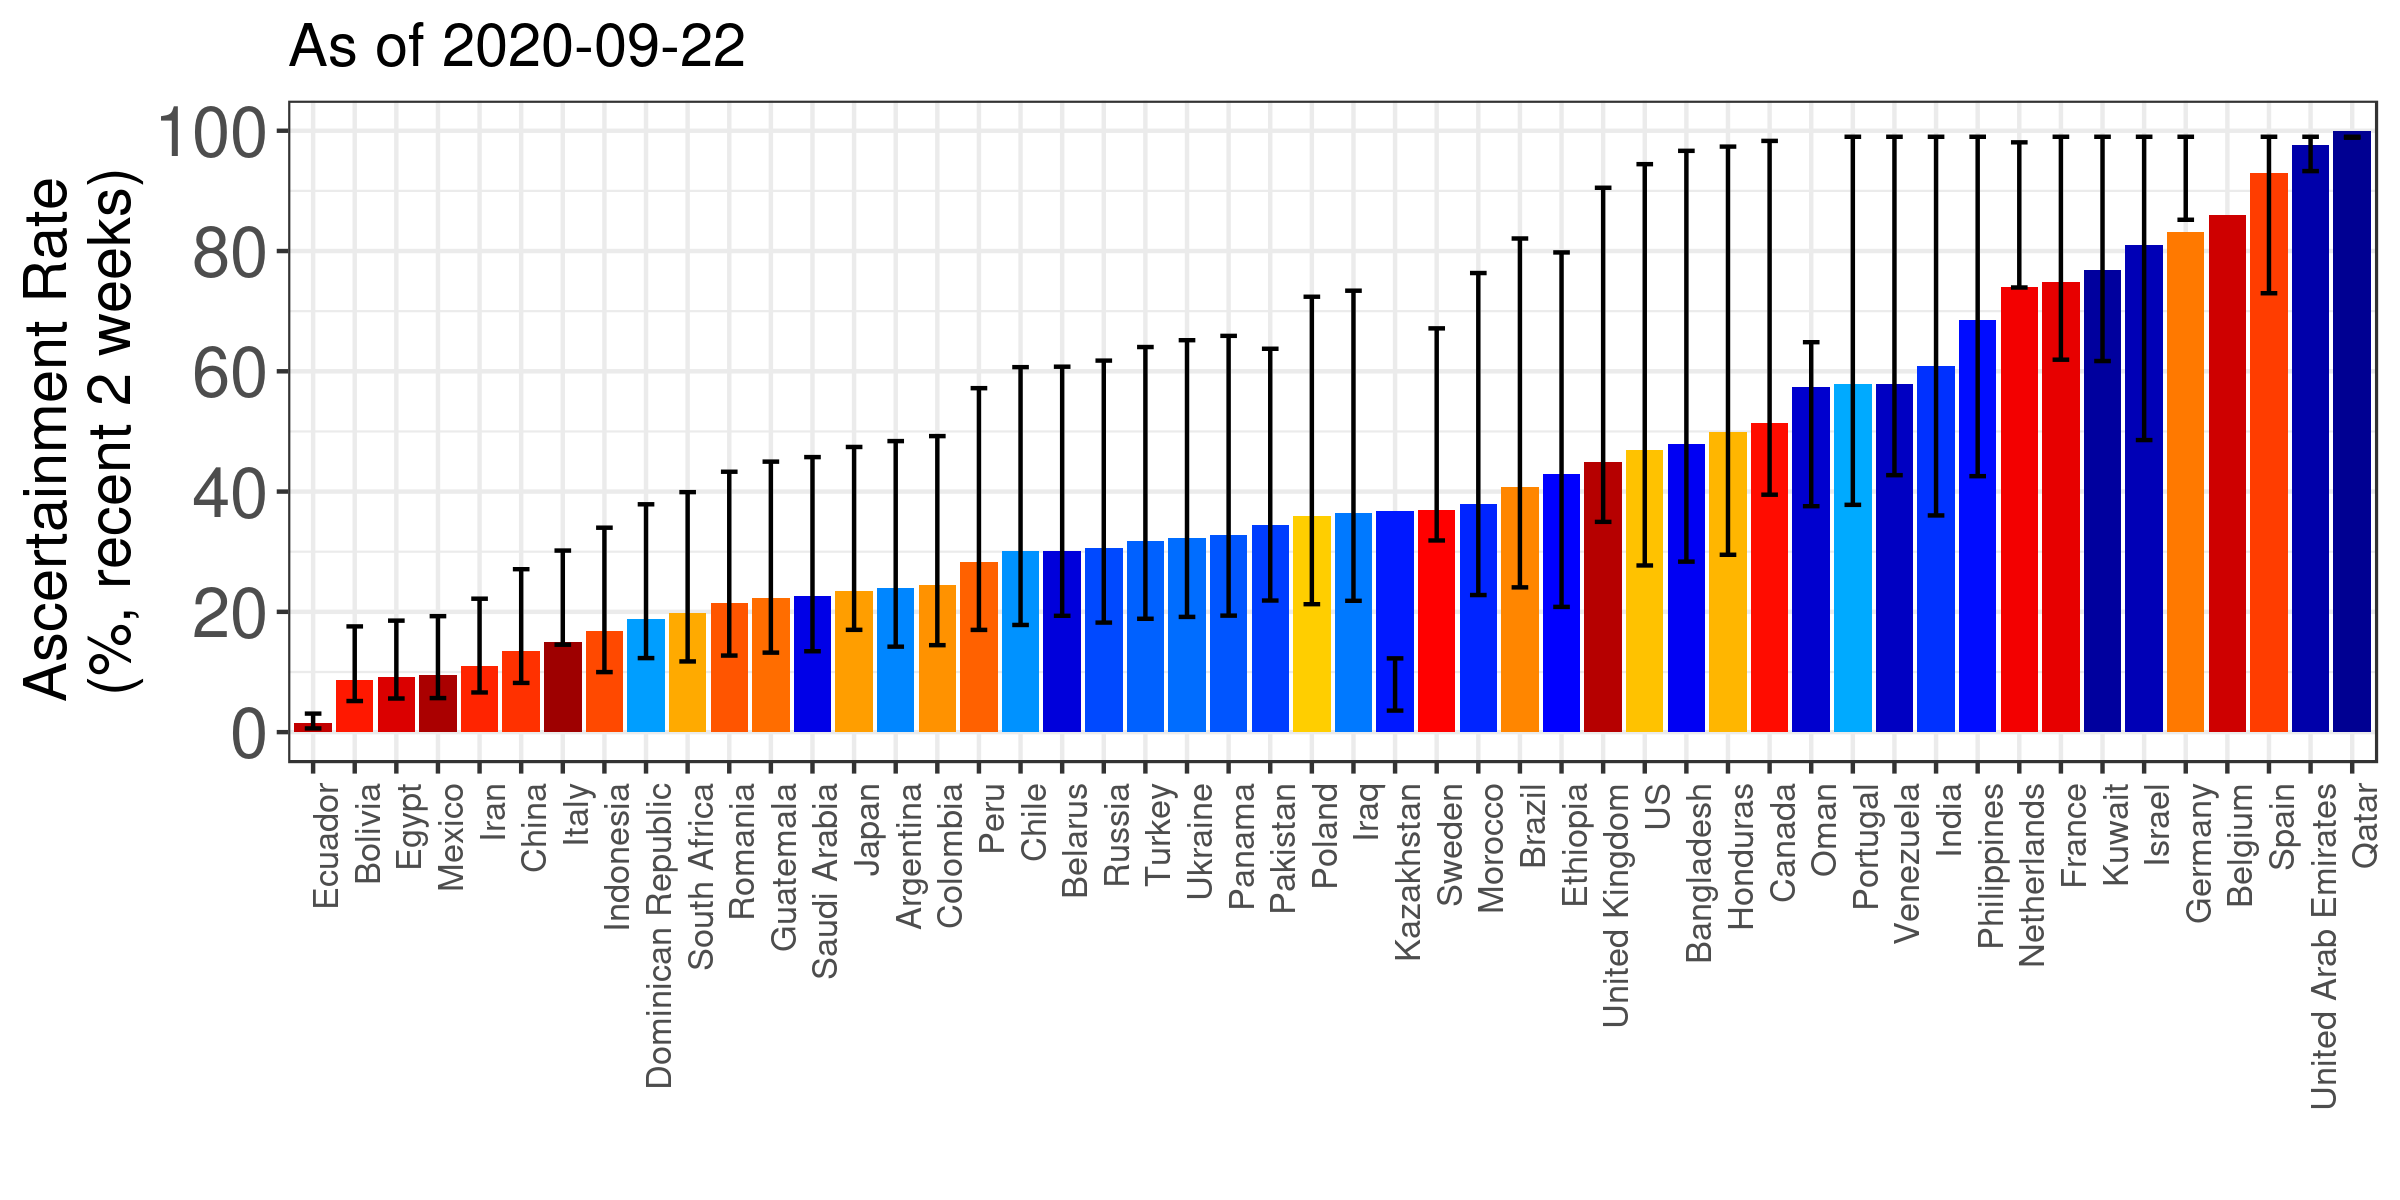 As of 2020-09-22
Ascertainment Rate
(%, recent 2 weeks)
100
80
60
40
20
0
Ecuador
Bolivia
Egypt
Mexico
Iran
China
Italy
Indonesia
Dominican Republic
South Africa
Romania
Guatemala
Saudi Arabia
Japan
Argentina
Colombia
Peru
Chile
Belarus
Russia
Turkey
Ukraine
Panama
Pakistan
Poland
Iraq
Kazakhstan
Sweden
Morocco
Brazil
Ethiopia
United Kingdom
US
Bangladesh
Honduras
Canada
Oman
Portugal
Venezuela
India
Philippines
Netherlands
France
Kuwait
Israel
Germany
Belgium
Spain
United Arab Emirates
Qatar